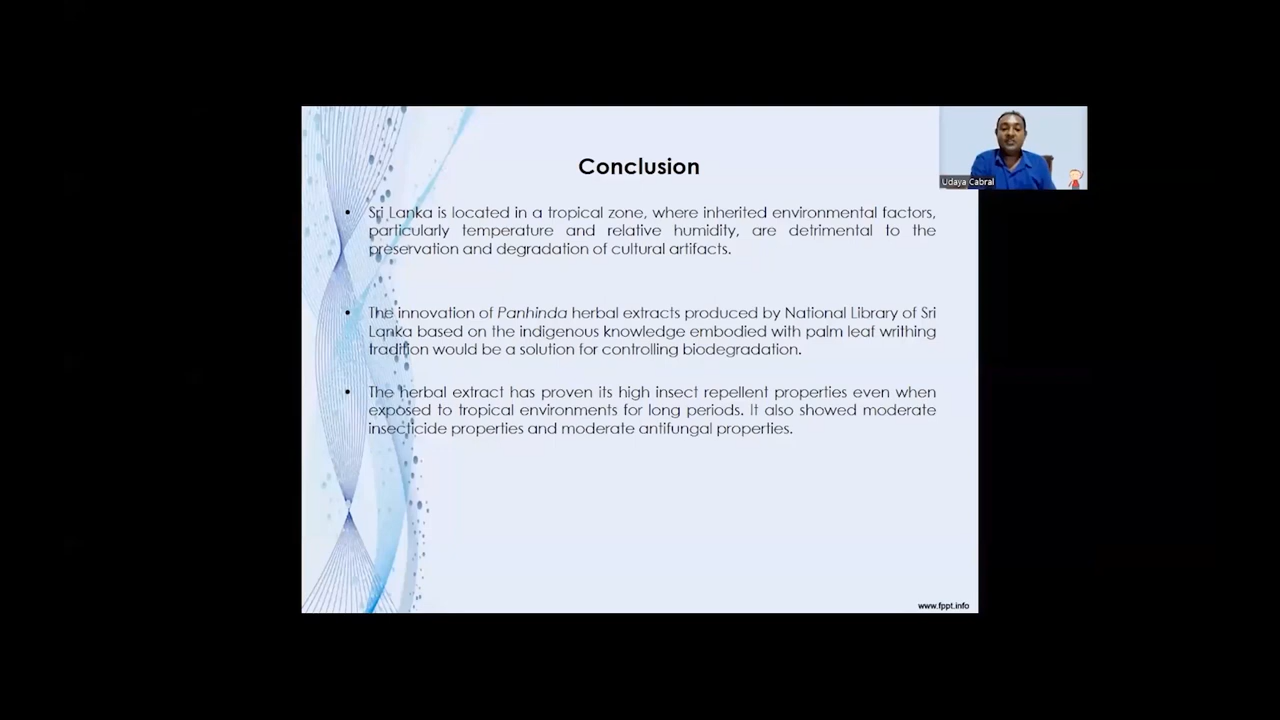 Conclusion
Udaya Cabral
• Sri Lanka is located in a tropical zone, where inherited environmental factors,
particularly temperature and relative humidity, are detrimental to the
preservation and degradation of cultural artifacts.
• The innovation of Panhinda herbal extracts produced by National Library of Sri
Lanka based on the indigenous knowledge embodied with palm leaf writhing
tradition would be a solution for controlling biodegradation.
• The herbal extract has proven its high insect repellent properties even when
exposed to tropical environments for long periods. It also showed moderate
insecticide properties and moderate antifungal properties.
www.fppt.info